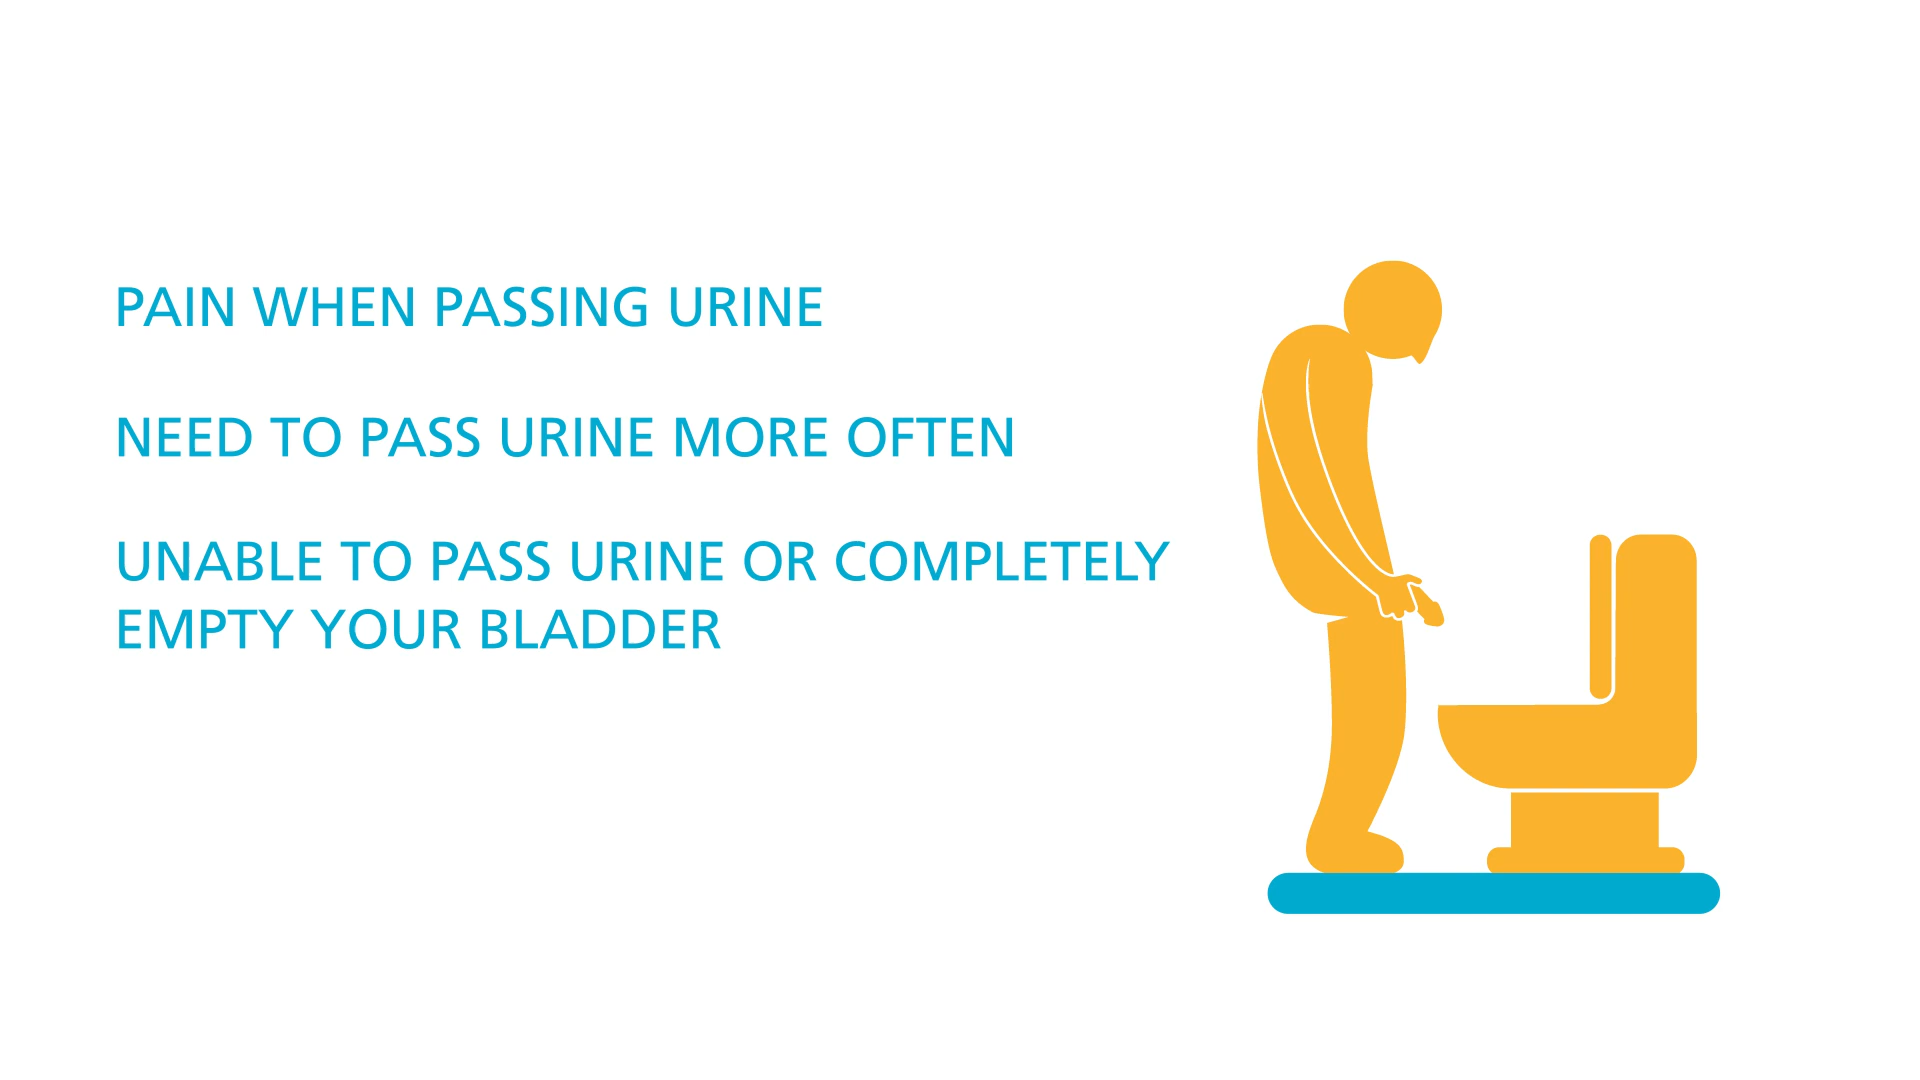 PAIN WHEN PASSING URINE
NEED TO PASS URINE MORE OFTEN
UNABLE TO PASS URINE OR COMPLETELY
EMPTY YOUR BLADDER